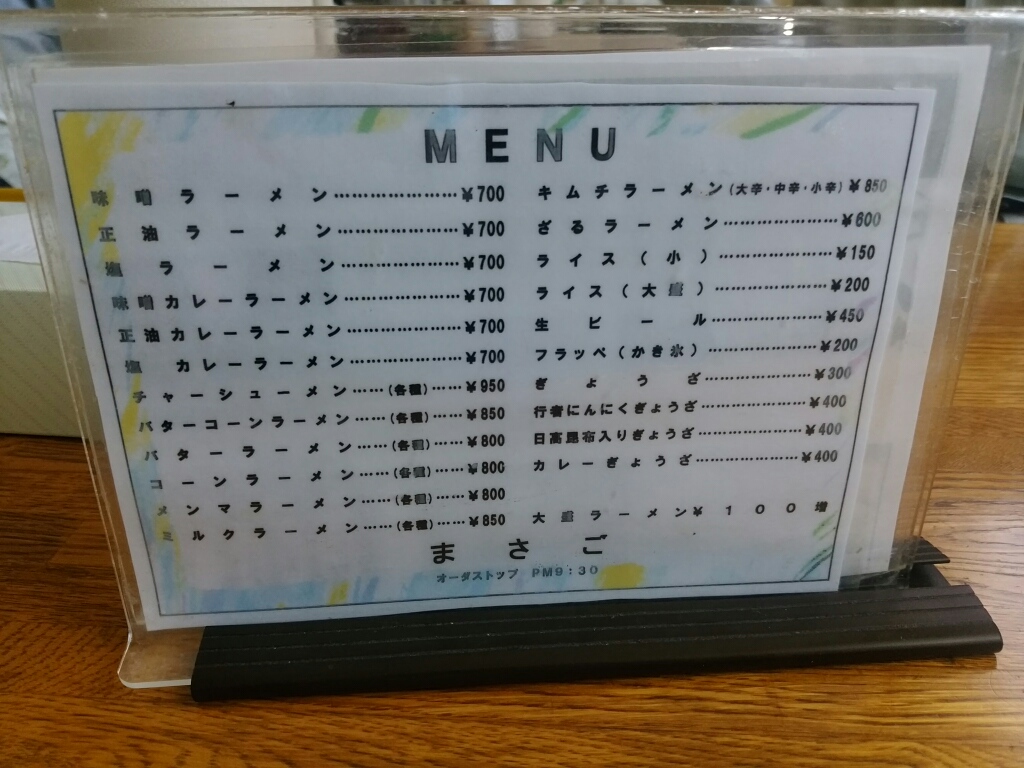 MENU
味噌ラーメン…………………¥700
正油ラーメン…………………¥700
塩ラーメン…………………¥700
味噌カレーラーメン…………………¥700
正油カレーラーメン…………………¥700
塩カレーラーメン…………………¥700
チャーシューメン……(各種)……¥950
バターコーンラーメン……(各種)……¥850
バターラーメン……(各種)……¥800
コーンラーメン……(各種)……¥800
メンマラーメン……(各種)……¥800
ミルクラーメン……(各種)……¥850
キムチラーメン(大辛・中辛・小辛)¥850
ざるラーメン…………………¥600
ライス(小)…………………¥150
ライス(大盛)…………………¥200
生ビール…………………¥450
フラッペ(かき氷)…………………¥200
ぎょうざ…………………¥300
行者にんにくぎょうざ…………………¥400
日高昆布入りぎょうざ…………………¥400
カレーぎょうざ…………………¥400
大盛ラーメン¥100増
まさご
オーダストップ PM9:30